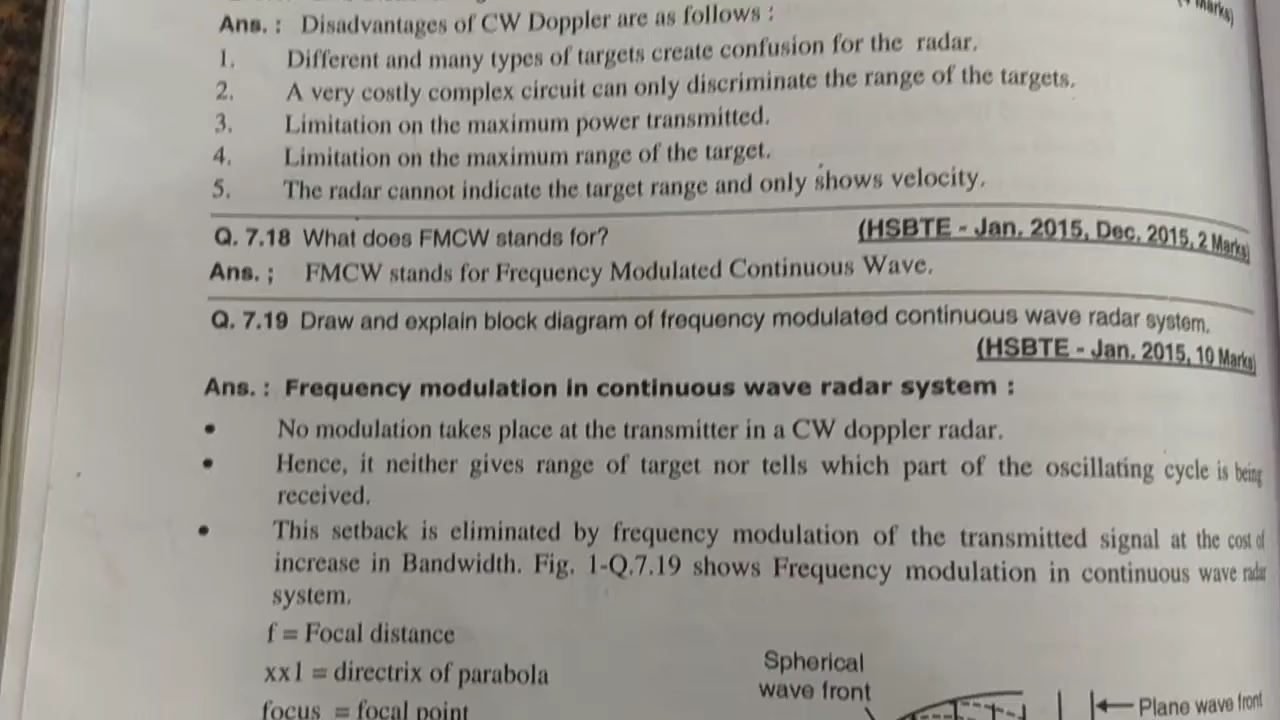 Marks)
Ans. : Disadvantages of CW Doppler are as follows :
1. Different and many types of targets create confusion for the radar.
2. A very costly complex circuit can only discriminate the range of the targets.
3. Limitation on the maximum power transmitted.
4. Limitation on the maximum range of the target.
5. The radar cannot indicate the target range and only shows velocity.
Q. 7.18 What does FMCW stands for?
(HSBTE - Jan. 2015, Dec. 2015, 2 Marks)
Ans. ; FMCW stands for Frequency Modulated Continuous Wave.
Q. 7.19 Draw and explain block diagram of frequency modulated continuous wave radar system.
(HSBTE - Jan. 2015, 10 Marks)
Ans. : Frequency modulation in continuous wave radar system :
• No modulation takes place at the transmitter in a CW doppler radar.
• Hence, it neither gives range of target nor tells which part of the oscillating cycle is being
received.
• This setback is eliminated by frequency modulation of the transmitted signal at the cost of
increase in Bandwidth. Fig. 1-Q.7.19 shows Frequency modulation in continuous wave radar
system.
f = Focal distance
xx1 = directrix of parabola
focus = focal point
Spherical
wave front
Plane wave front